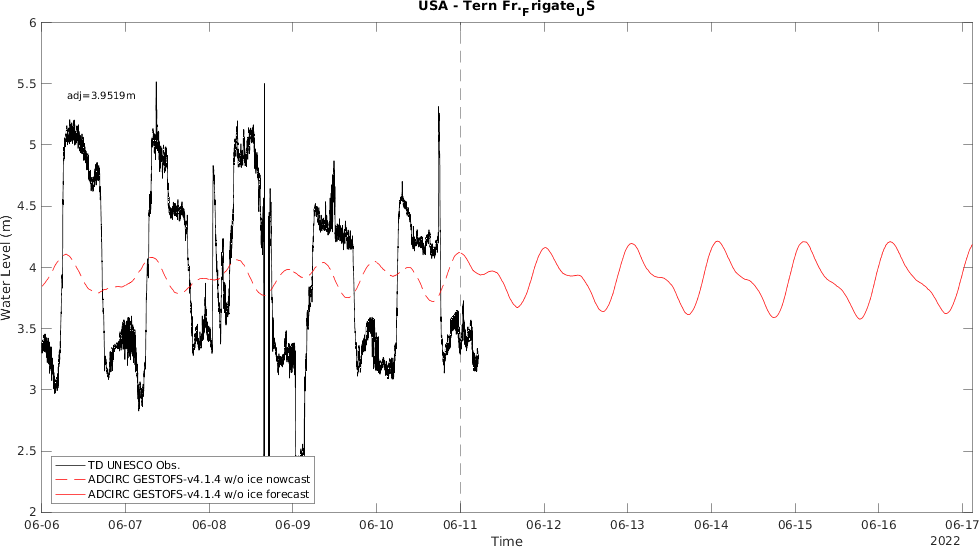 USA - Tern Fr.FrigateUS
6
5.5
5
4.5
4
3.5
3
2.5
2
adj=3.9519m
Water Level (m)
TD UNESCO Obs.
ADCIRC GESTOFS-v4.1.4 w/o ice nowcast
ADCIRC GESTOFS-v4.1.4 w/o ice forecast
06-06 06-07 06-08 06-09 06-10 06-11 06-12 06-13 06-14 06-15 06-16 06-17
Time
2022